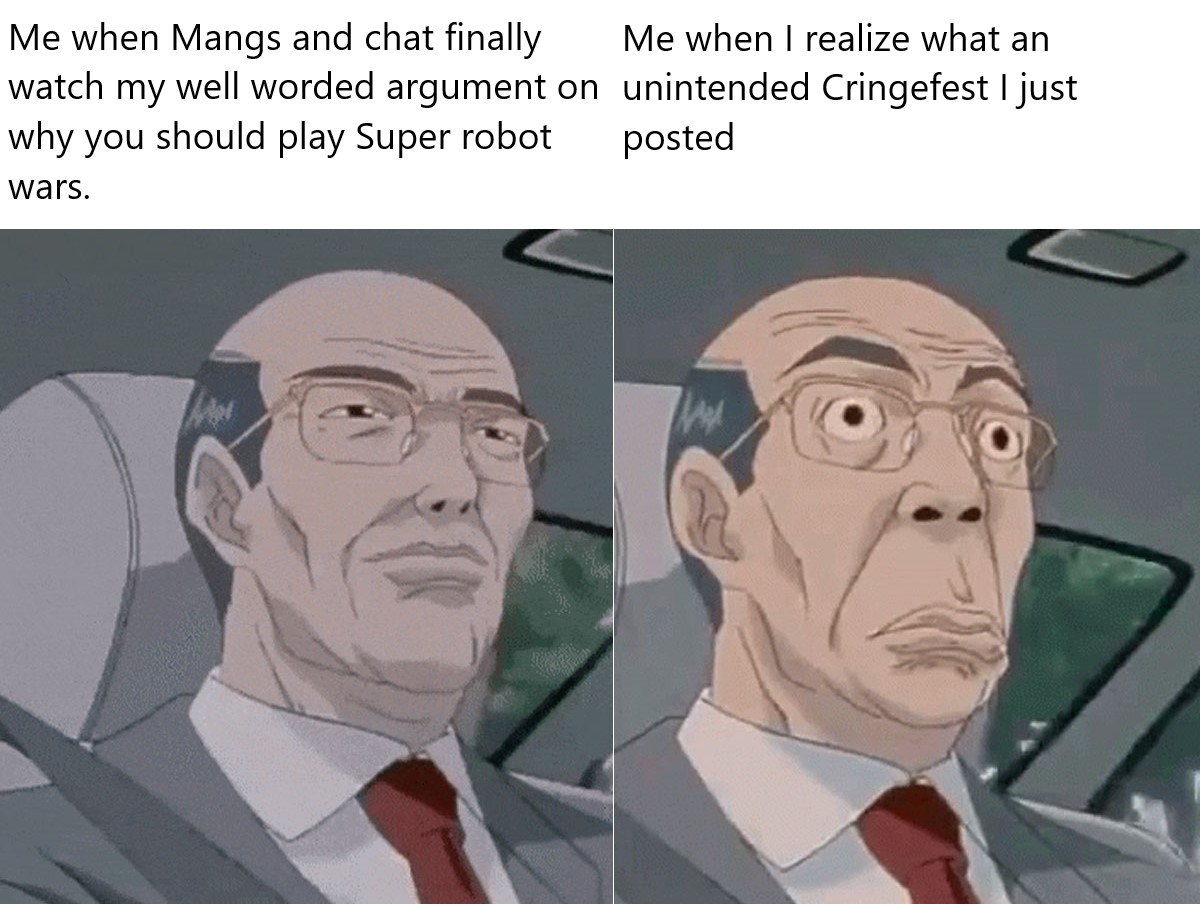 Me when Mangs and chat finally
watch my well worded argument on
why you should play Super robot
wars.
Me when I realize what an
unintended Cringefest I just
posted